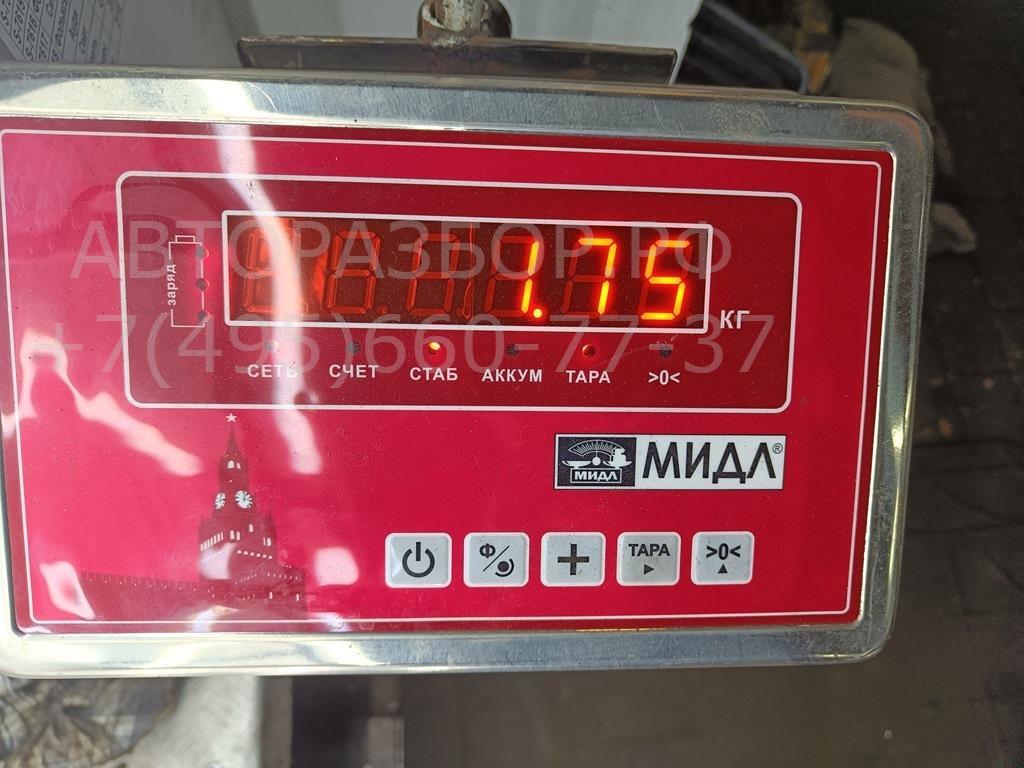 АВТОРАЗБОР.РФ
+7(495)660-77-37
заряд
1.75
КГ
СЕТЬ СЧЕТ СТАБ АККУМ ТАРА >0<
МИДЛ МИДЛ®
Ф ТАРА >0<